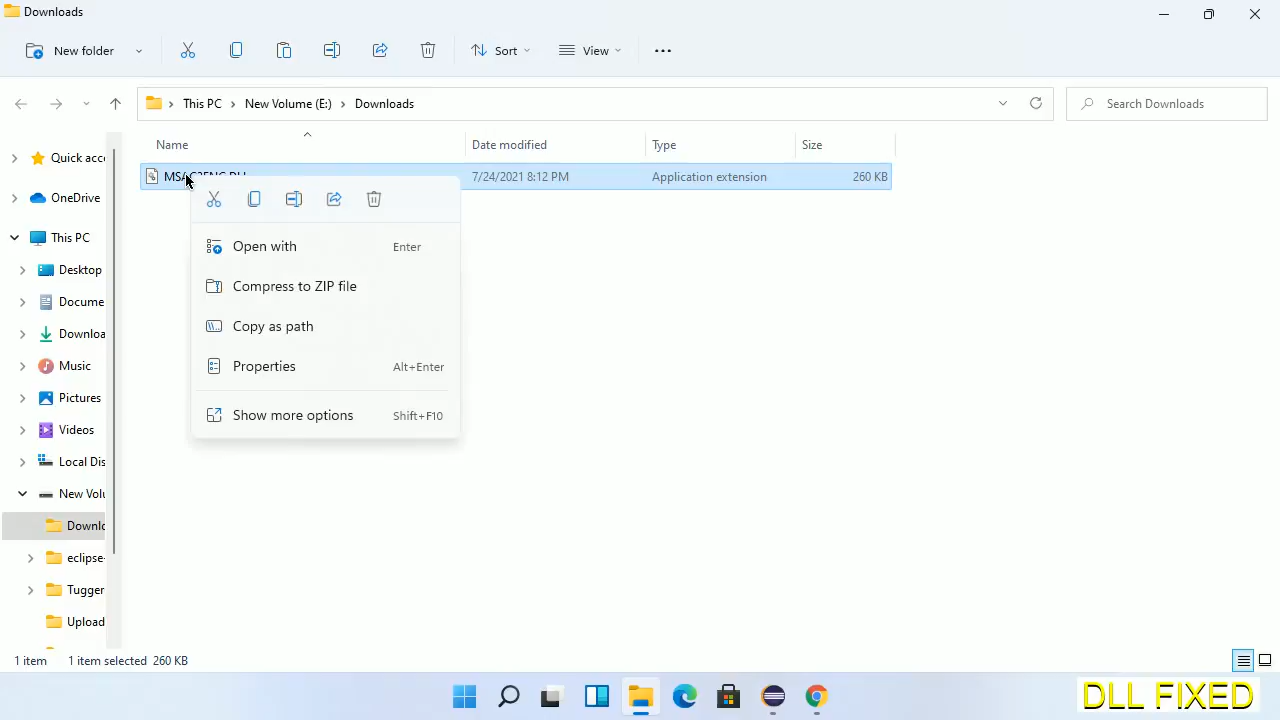 Downloads
New folder
Sort
View
This PC
New Volume (E:)
Downloads
Search Downloads
Name
Date modified
Type
Size
7/24/2021 8:12 PM
Application extension
260 KB
Quick acc
OneDrive
This PC
Desktop
Docume
Downloa
Music
Pictures
Videos
Local Dis
New Volu
Downlo
eclipse-
Tugger
Upload
Open with Enter
Compress to ZIP file
Copy as path
Properties Alt+Enter
Show more options Shift+F10
1 item 1 item selected 260 KB
DLL FIXED